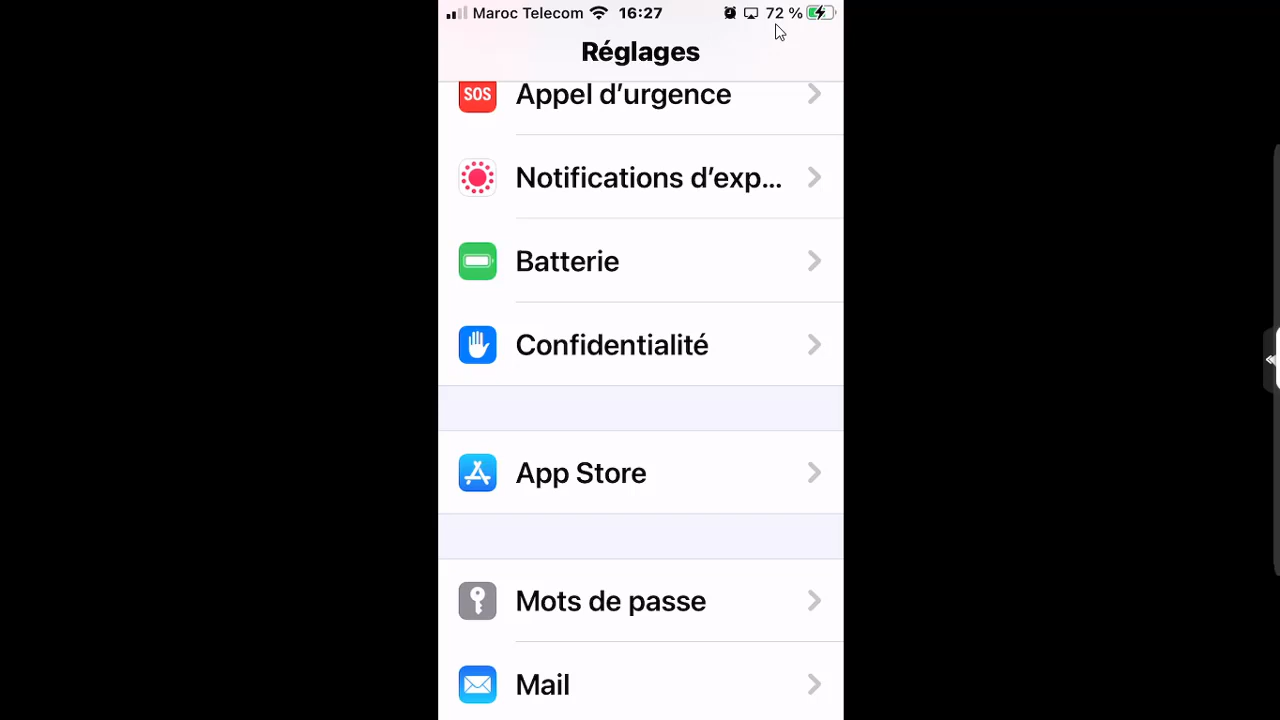 Maroc Telecom 16:27 72 %
Réglages
SOS Appel d’urgence
Notifications d’exp...
Batterie
Confidentialité
App Store
Mots de passe
Mail